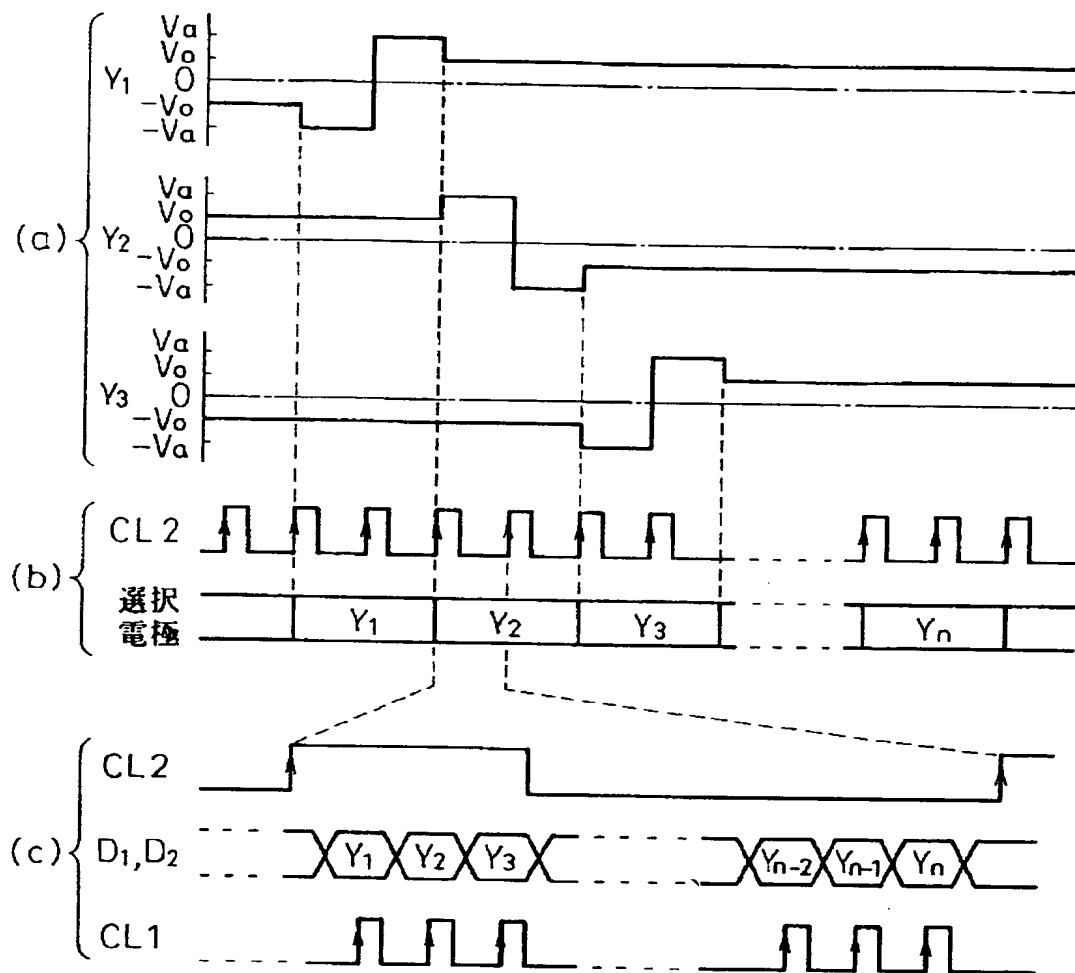 (a)
Y1
Va
Vo
0
-Vo
-Va
Y2
Va
Vo
0
-Vo
-Va
Y3
Va
Vo
0
-Vo
-Va
(b)
CL2
選択
電極
Y1 Y2 Y3 Yn
(c)
CL2
D1,D2 Y1 Y2 Y3 Yn-2 Yn-1 Yn
CL1